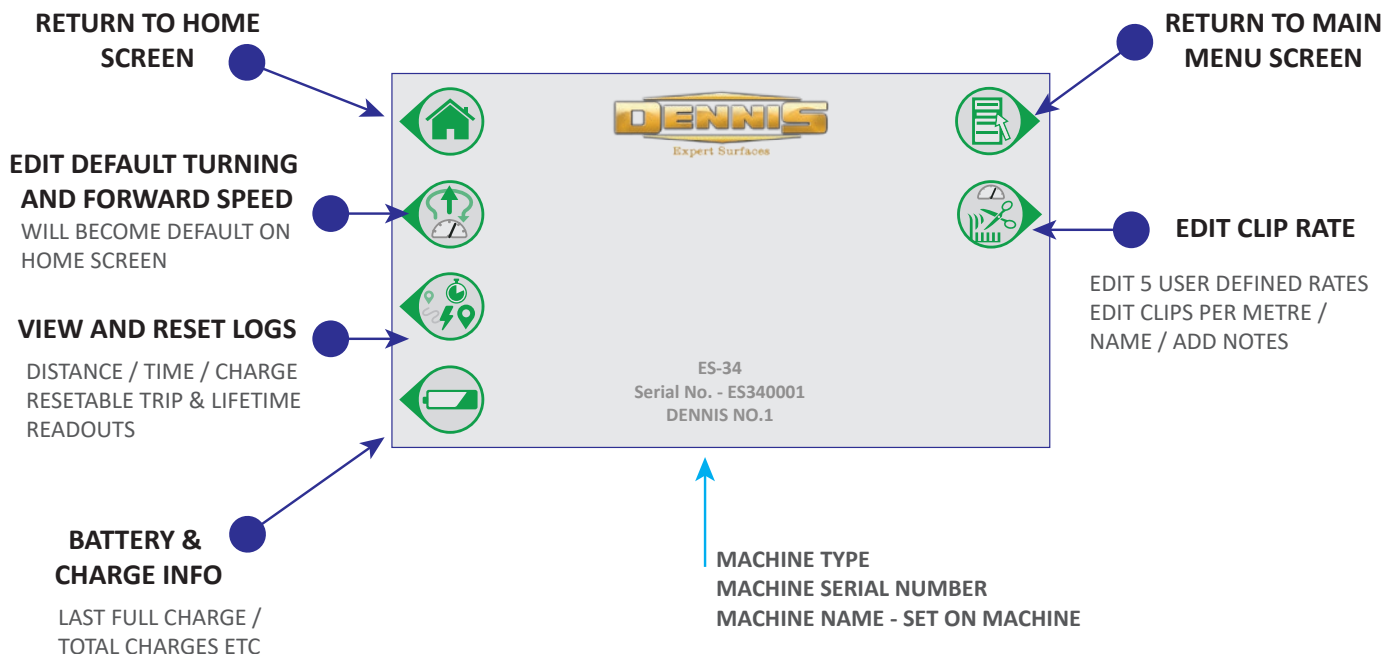 RETURN TO HOME
SCREEN
RETURN TO MAIN
MENU SCREEN
DENNIS
Expert Surfaces
EDIT DEFAULT TURNING
AND FORWARD SPEED
WILL BECOME DEFAULT ON
HOME SCREEN
EDIT CLIP RATE
EDIT 5 USER DEFINED RATES
EDIT CLIPS PER METRE /
NAME / ADD NOTES
VIEW AND RESET LOGS
DISTANCE / TIME / CHARGE
RESETABLE TRIP & LIFETIME
READOUTS
ES-34
Serial No. - ES340001
DENNIS NO.1
BATTERY &
CHARGE INFO
LAST FULL CHARGE /
TOTAL CHARGES ETC
MACHINE TYPE
MACHINE SERIAL NUMBER
MACHINE NAME - SET ON MACHINE